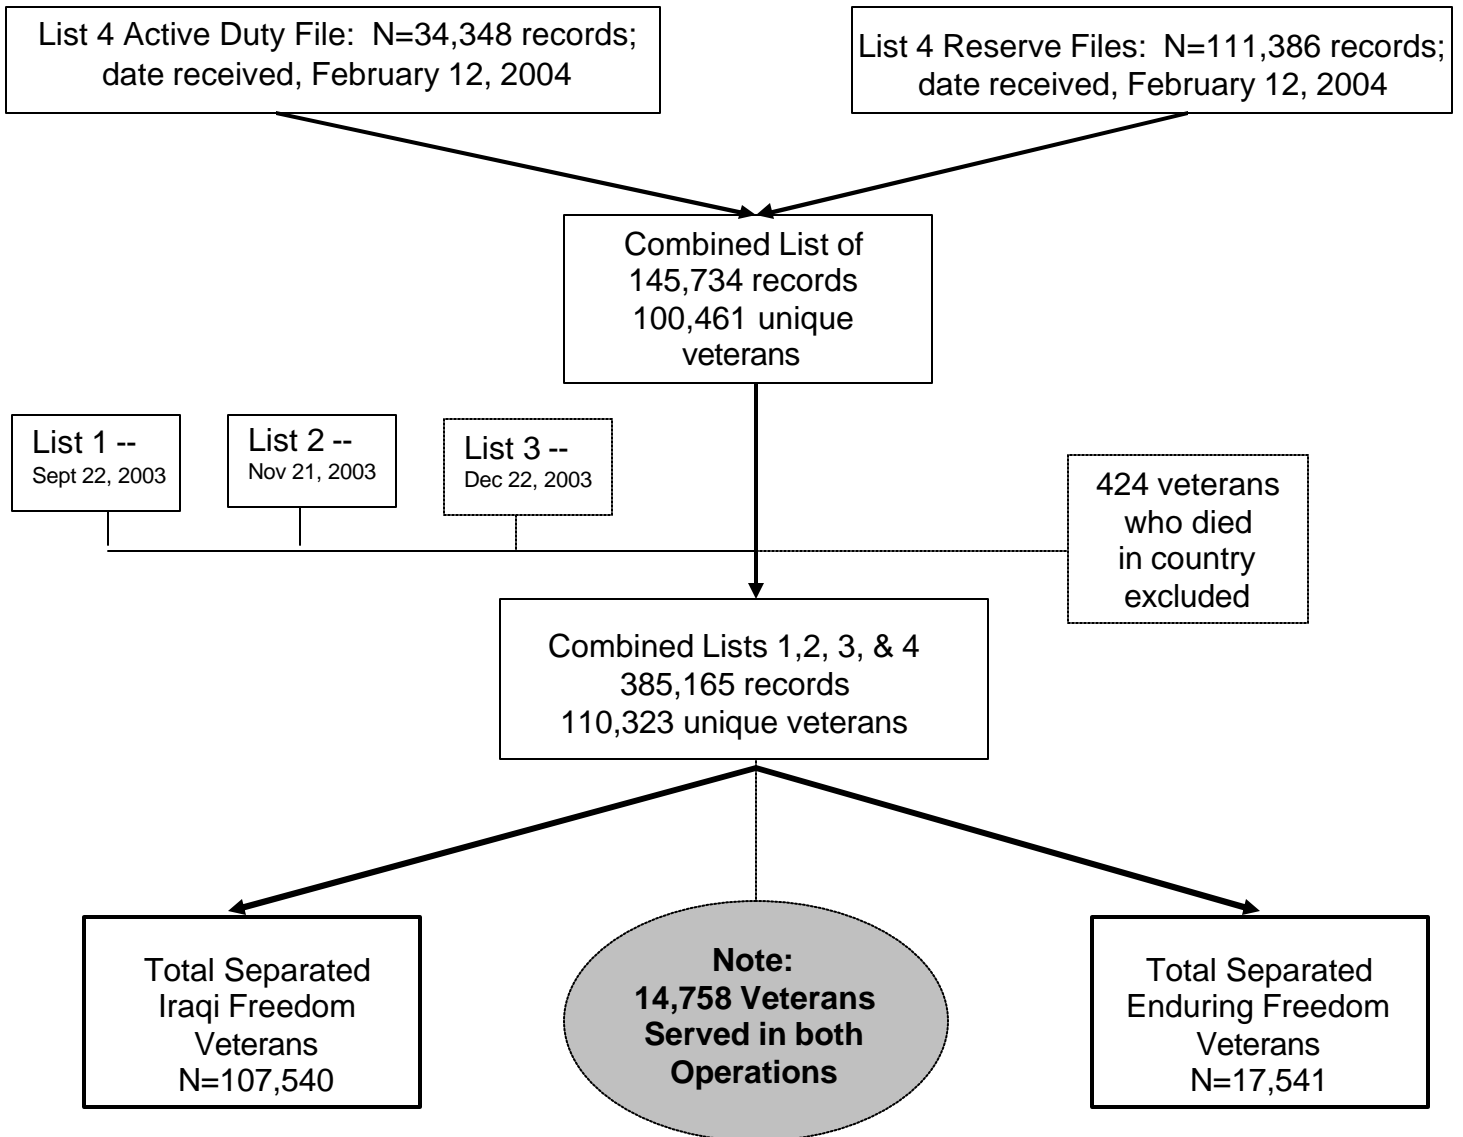 List 4 Active Duty File:  N=34,348 records;
date received, February 12, 2004
List 4 Reserve Files:  N=111,386 records;
date received, February 12, 2004
Combined List of
145,734 records
100,461 unique
veterans
List 1 --
Sept 22, 2003
List 2 --
Nov 21, 2003
List 3 --
Dec 22, 2003
424 veterans
who died
in country
excluded
Combined Lists 1,2, 3, & 4
385,165 records
110,323 unique veterans
Total Separated
Iraqi Freedom
Veterans
N=107,540
Note:
14,758 Veterans
Served in both
Operations
Total Separated
Enduring Freedom
Veterans
N=17,541